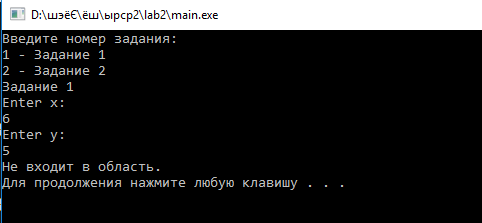 D:\шэёЄ\ёш\ырср2\lab2\main.exe
Введите номер задания:
1 - Задание 1
2 - Задание 2
Задание 1
Enter x:
6
Enter y:
5
Не входит в область.
Для продолжения нажмите любую клавишу . . .